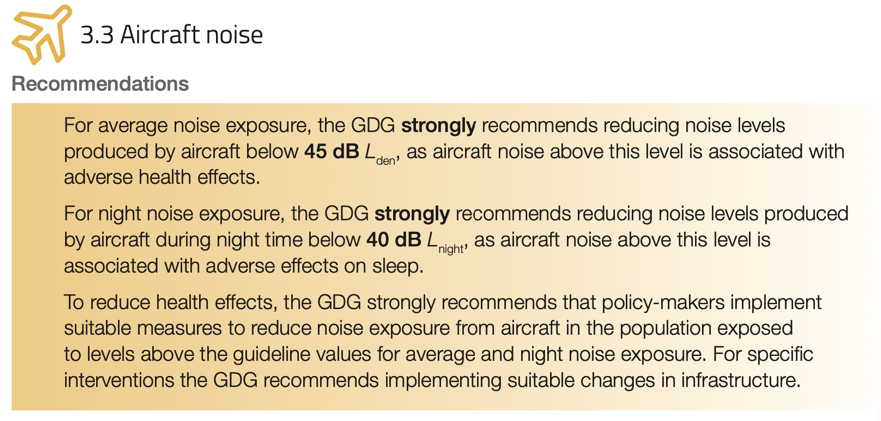 3.3 Aircraft noise
Recommendations
For average noise exposure, the GDG strongly recommends reducing noise levels
produced by aircraft below 45 dB Lden, as aircraft noise above this level is associated with
adverse health effects.
For night noise exposure, the GDG strongly recommends reducing noise levels produced
by aircraft during night time below 40 dB Lnight, as aircraft noise above this level is
associated with adverse effects on sleep.
To reduce health effects, the GDG strongly recommends that policy-makers implement
suitable measures to reduce noise exposure from aircraft in the population exposed
to levels above the guideline values for average and night noise exposure. For specific
interventions the GDG recommends implementing suitable changes in infrastructure.